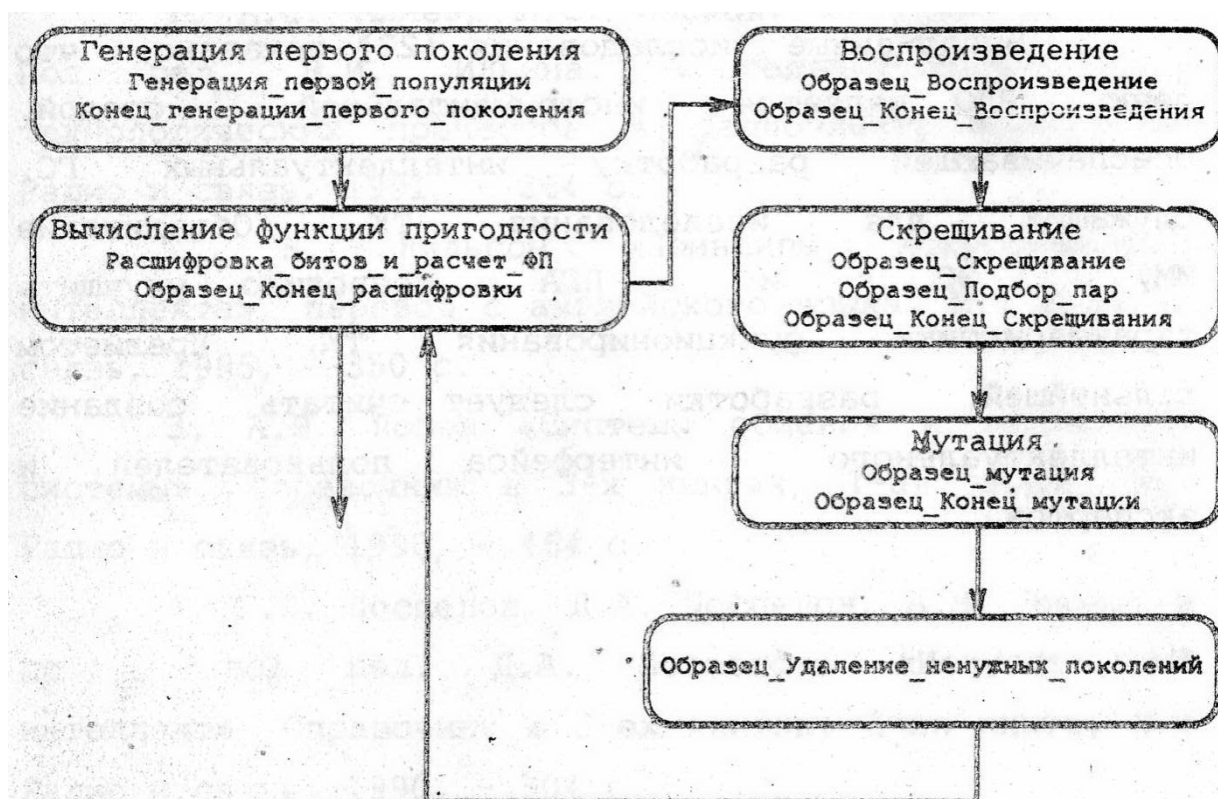 Генерация первого поколения
Генерация_первой_популяции
Конец_генерации_первого_поколения
Вычисление функции пригодности
Расшифровка_битов_и_расчет_ФП
Образец_Конец_расшифровки
Воспроизведение
Образец_Воспроизведение
Образец_Конец_Воспроизведения
Скрещивание
Образец_Скрещивание
Образец_Подбор_пар
Образец_Конец_Скрещивания
Мутация
Образец_мутация
Образец_Конец_мутации
Образец_Удаление_ненужных_поколений